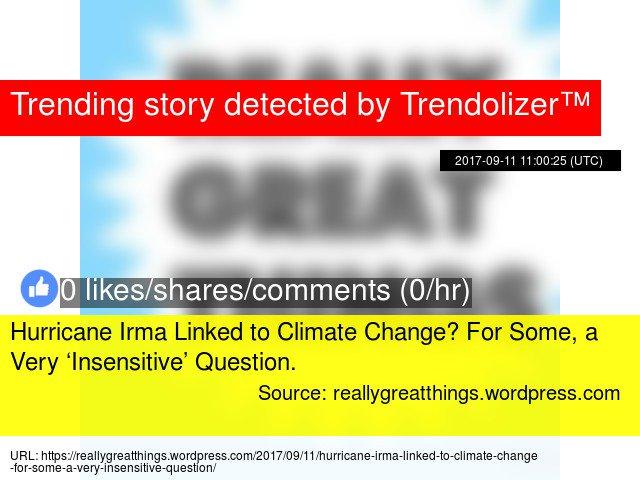 Trending story detected by Trendolizer™
2017-09-11 11:00:25 (UTC)
GREAT
0 likes/shares/comments (0/hr)
Hurricane Irma Linked to Climate Change? For Some, a
Very ‘Insensitive’ Question.
Source: reallygreatthings.wordpress.com
URL: https://reallygreatthings.wordpress.com/2017/09/11/hurricane-irma-linked-to-climate-change
-for-some-a-very-insensitive-question/